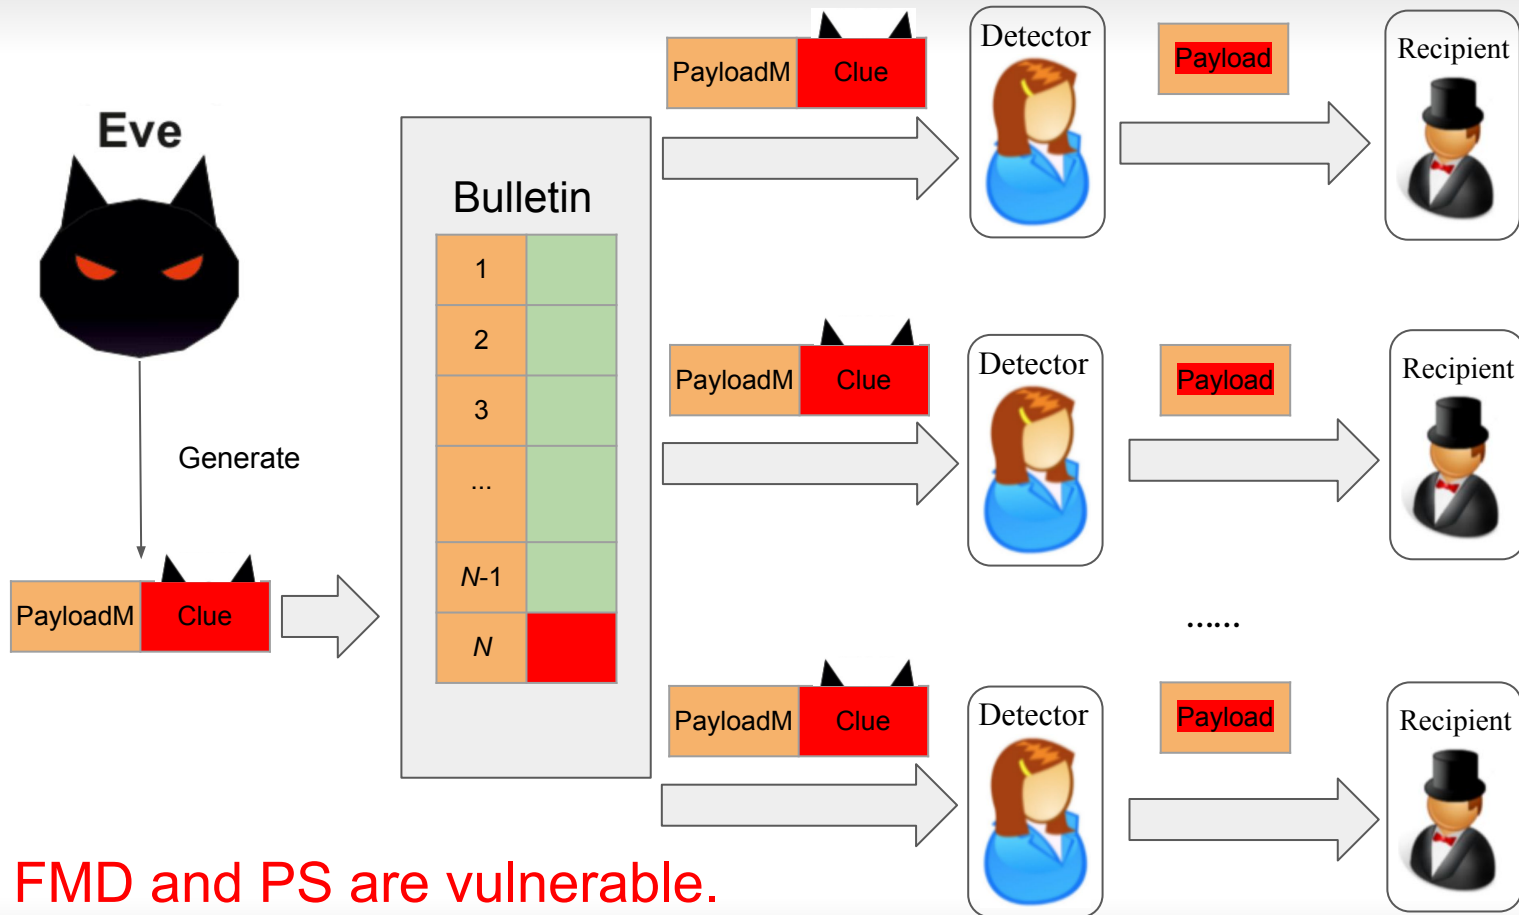 Eve
Generate
PayloadM Clue
Bulletin
1
2
3
...
N-1
N
PayloadM Clue
Detector
Payload
Recipient
PayloadM Clue
Detector
Payload
Recipient
......
PayloadM Clue
Detector
Payload
Recipient
FMD and PS are vulnerable.